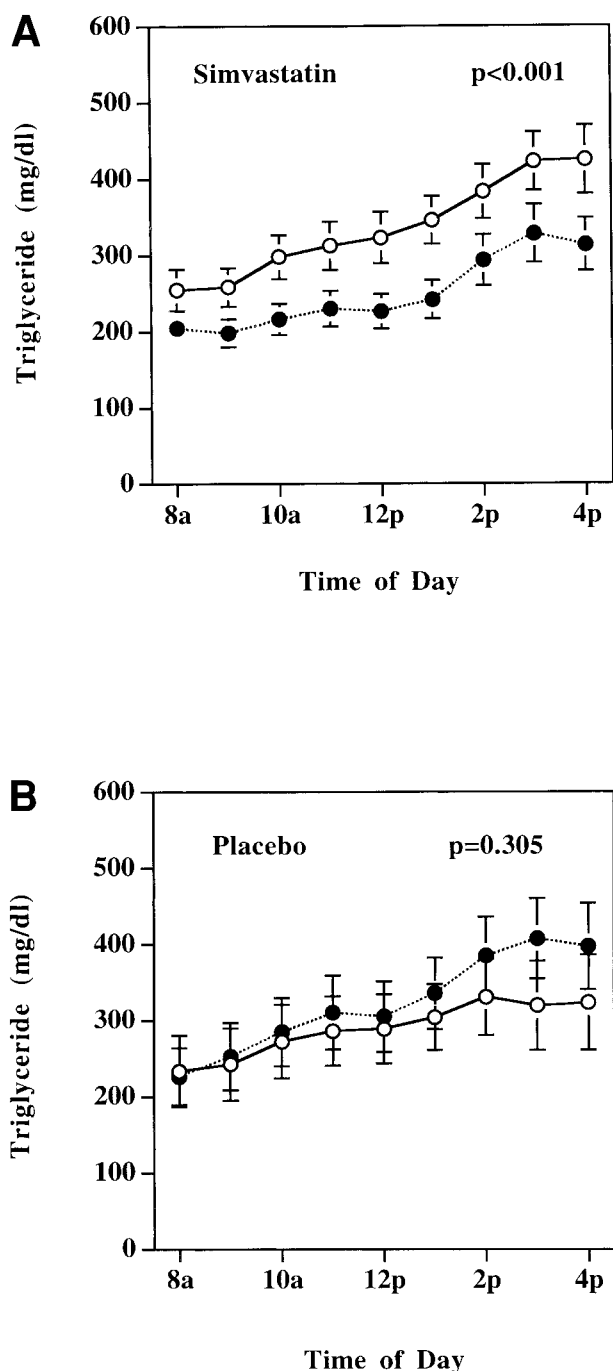 A
Simvastatin p<0.001
Triglyceride (mg/dl)
600
500
400
300
200
100
0
8a 10a 12p 2p 4p
Time of Day
B
Placebo p=0.305
Triglyceride (mg/dl)
600
500
400
300
200
100
0
8a 10a 12p 2p 4p
Time of Day